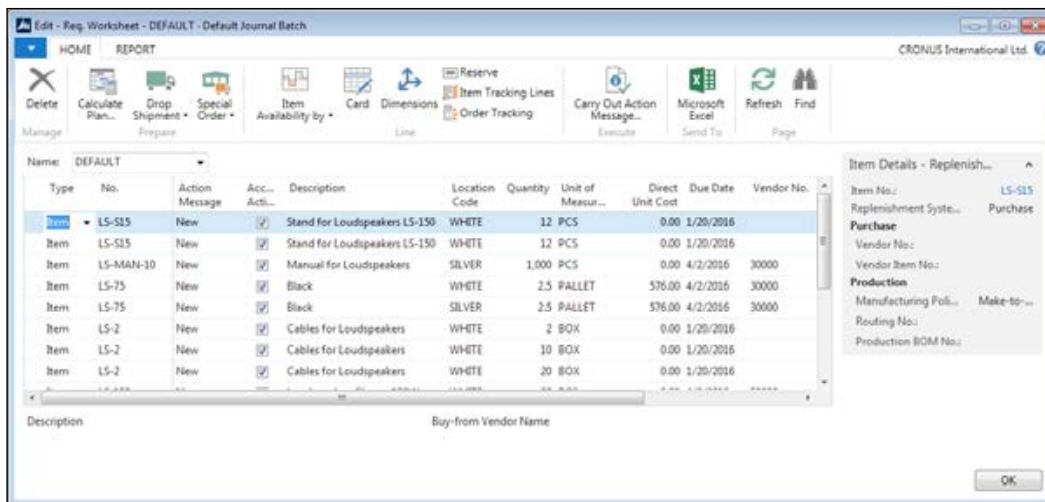 Edit - Req. Worksheet - DEFAULT - Default Journal Batch
HOME REPORT CRONUS International Ltd.
Delete Calculate Plan... Drop Shipment Special Order Item Availability by Card Dimensions Reserve Item Tracking Lines Order Tracking Carry Out Action Message... Microsoft Excel Refresh Find
Manage Prepare Line Execute Send To Page
Name: DEFAULT
Type No. Action Message Acc... Acti... Description Location Code Quantity Unit of Measur... Direct Unit Cost Due Date Vendor No.
Item LS-S15 New Stand for Loudspeakers LS-150 WHITE 12 PCS 0.00 1/20/2016
Item LS-S15 New Stand for Loudspeakers LS-150 WHITE 12 PCS 0.00 1/20/2016
Item LS-MAN-10 New Manual for Loudspeakers SILVER 1,000 PCS 0.00 4/2/2016 30000
Item LS-75 New Black WHITE 2.5 PALLET 576.00 4/2/2016 30000
Item LS-75 New Black SILVER 2.5 PALLET 576.00 4/2/2016 30000
Item LS-2 New Cables for Loudspeakers WHITE 2 BOX 0.00 1/20/2016
Item LS-2 New Cables for Loudspeakers WHITE 10 BOX 0.00 1/20/2016
Item LS-2 New Cables for Loudspeakers WHITE 20 BOX 0.00 1/20/2016
Description Buy-from Vendor Name
Item Details - Replenish...
Item No.: LS-S15
Replenishment Syste... Purchase
Purchase
Vendor No.:
Vendor Item No.:
Production
Manufacturing Poli... Make-to-...
Routing No.:
Production BOM No.:
OK